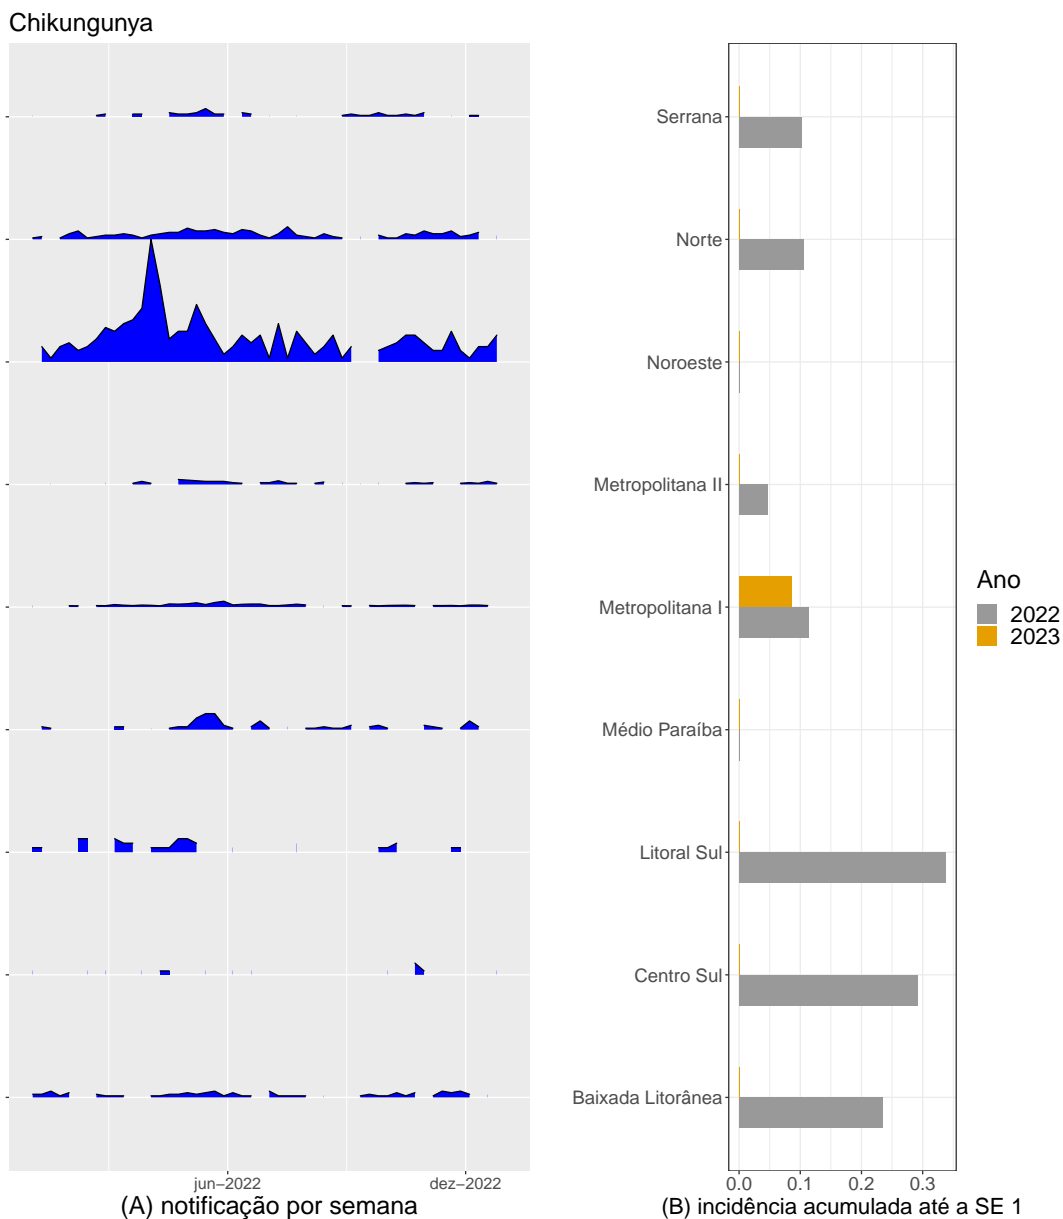 Chikungunya
Serrana
Norte
Noroeste
Metropolitana II
Metropolitana I
Médio Paraíba
Litoral Sul
Centro Sul
Baixada Litorânea
jun−2022
dez−2022
(A) notificação por semana
0.0
0.1
0.2
0.3
(B) incidência acumulada até a SE 1
Ano
2022
2023